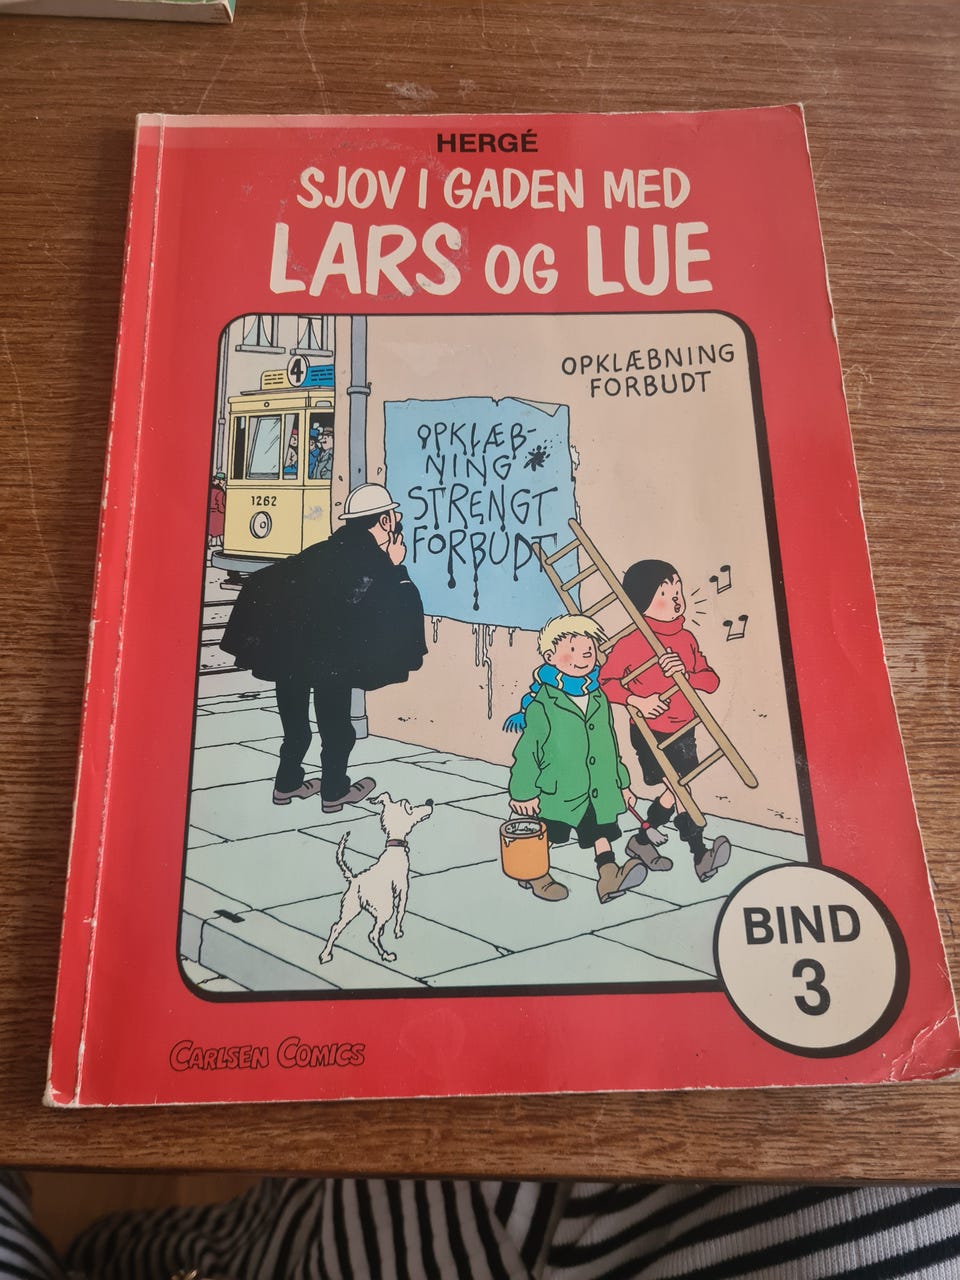 HERGÉ
SJOV I GADEN MED
LARS OG LUE
OPKLÆBNING
FORBUDT
4
OPKLÆB-
NING
STRENGT
FORBUDT
1262
BIND
3
CARLSEN COMICS